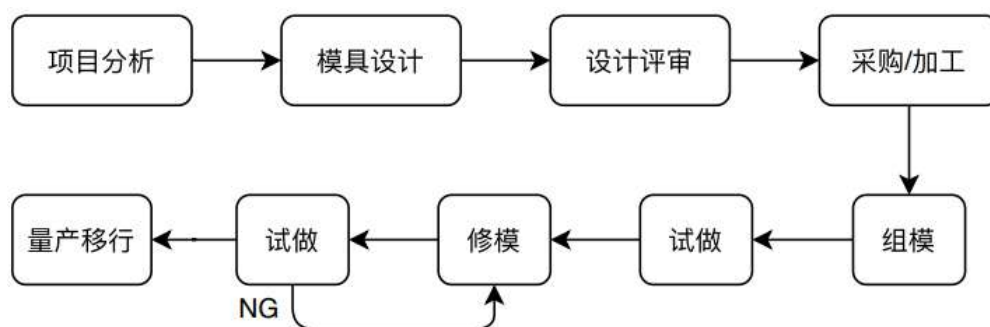 项目分析
模具设计
设计评审
采购/加工
组模
试做
修模
试做
量产移行
NG